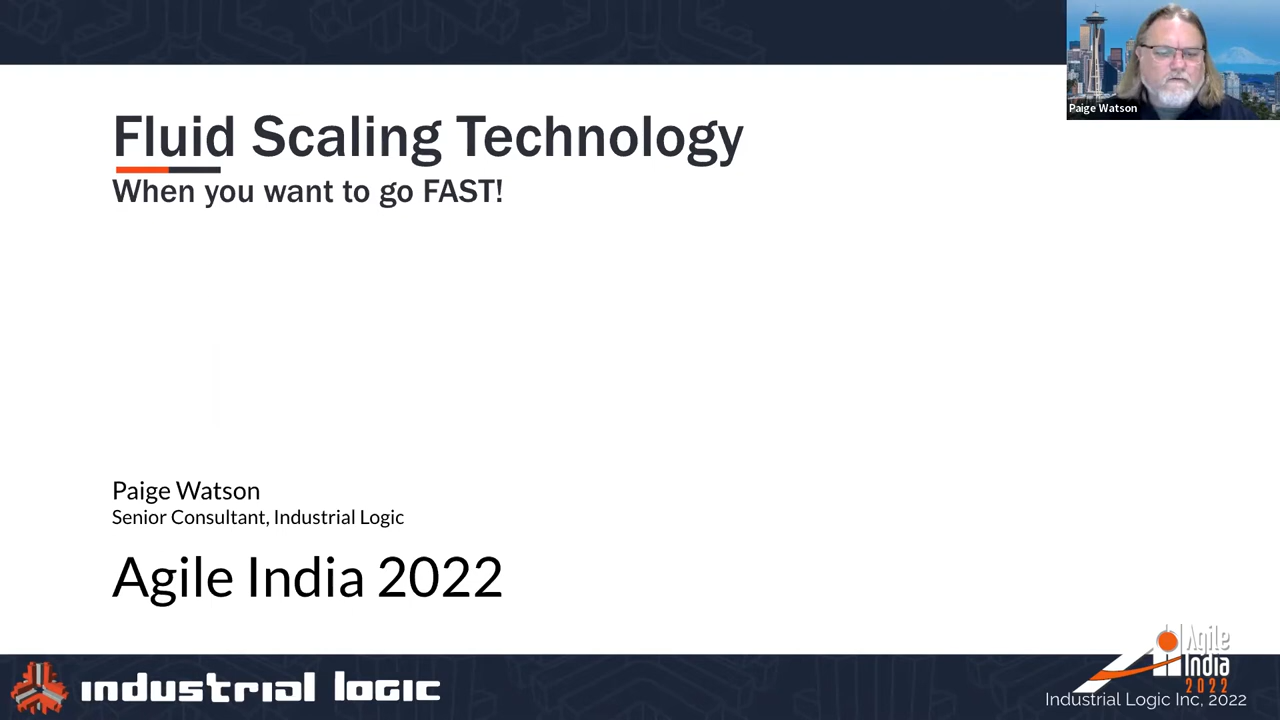 Paige Watson
Fluid Scaling Technology
When you want to go FAST!
Paige Watson
Senior Consultant, Industrial Logic
Agile India 2022
industrial logic
Agile
India
2022
Industrial Logic Inc, 2022